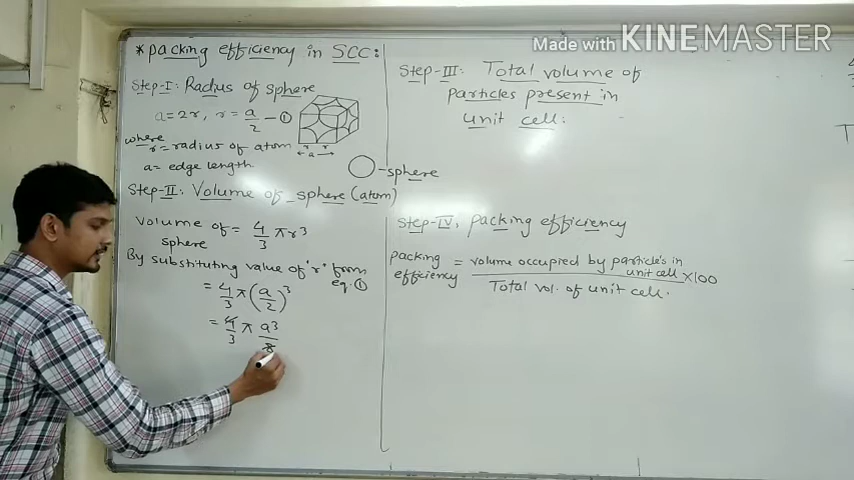 Made with KINEMASTER
* packing efficiency in SCC:
Step-I: Radius of sphere
a = 2r, r = a/2 — ①
where
r = radius of atom
a = edge length
r r
a
-sphere
Step-II: Volume of sphere (atom)
Volume of = 4/3 πr³
sphere
By substituting value of 'r' from
eq. ①
= 4/3 π (a/2)³
= 4/3 π a³/8
Step-III: Total volume of
particles present in
unit cell:
Step-IV, packing efficiency
packing efficiency = volume occupied by particle's in unit cell / Total vol. of unit cell. ×100